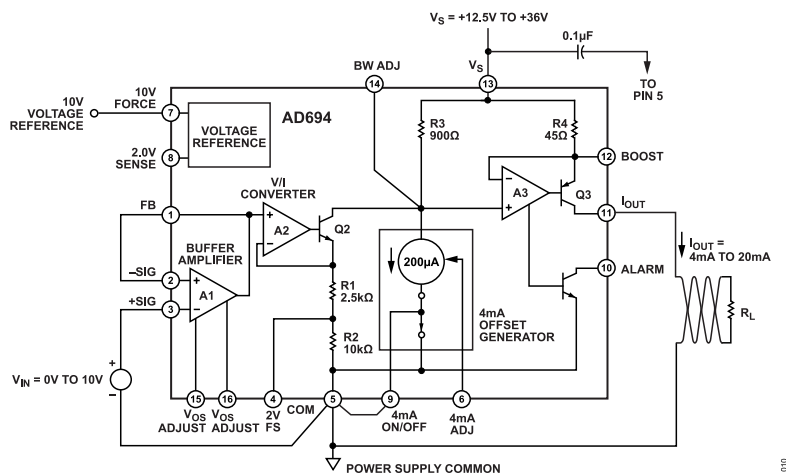 VS = +12.5V TO +36V
0.1µF
BW ADJ
VS
TO
PIN 5
14
13
10V
FORCE
10V
VOLTAGE
REFERENCE
7
VOLTAGE
REFERENCE
AD694
R3
900Ω
R4
45Ω
2.0V
SENSE
8
12
BOOST
V/I
CONVERTER
A3
Q3
FB
1
A2
Q2
11
IOUT
BUFFER
AMPLIFIER
200µA
IOUT =
4mA TO 20mA
–SIG
2
A1
R1
2.5kΩ
10
ALARM
+SIG
3
4mA
OFFSET
GENERATOR
RL
R2
10kΩ
+
VIN = 0V TO 10V
–
15
16
4
COM
5
9
6
VOS
ADJUST
VOS
ADJUST
2V
FS
4mA
ON/OFF
4mA
ADJ
POWER SUPPLY COMMON
010